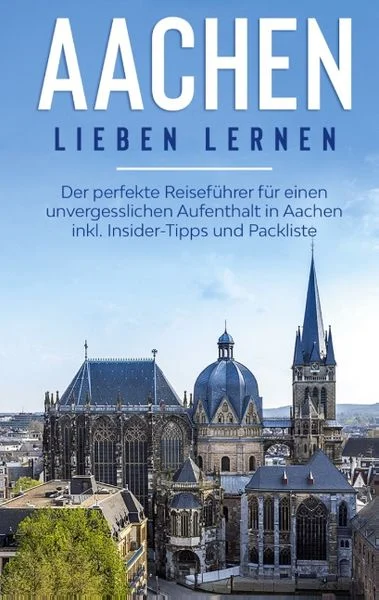 AACHEN
LIEBEN LERNEN
Der perfekte Reiseführer für einen
unvergesslichen Aufenthalt in Aachen
inkl. Insider-Tipps und Packliste